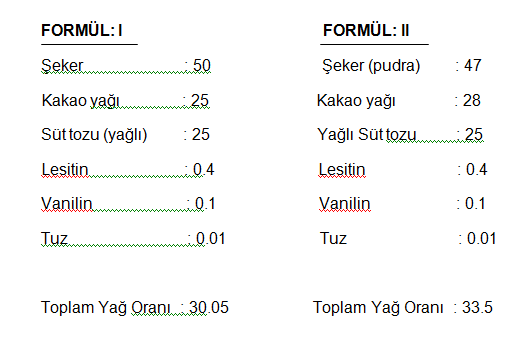 FORMÜL: I
Şeker : 50
Kakao yağı : 25
Süt tozu (yağlı) : 25
Lesitin : 0.4
Vanilin : 0.1
Tuz : 0.01
Toplam Yağ Oranı : 30.05
FORMÜL: II
Şeker (pudra) : 47
Kakao yağı : 28
Yağlı Süt tozu : 25
Lesitin : 0.4
Vanilin : 0.1
Tuz : 0.01
Toplam Yağ Oranı : 33.5